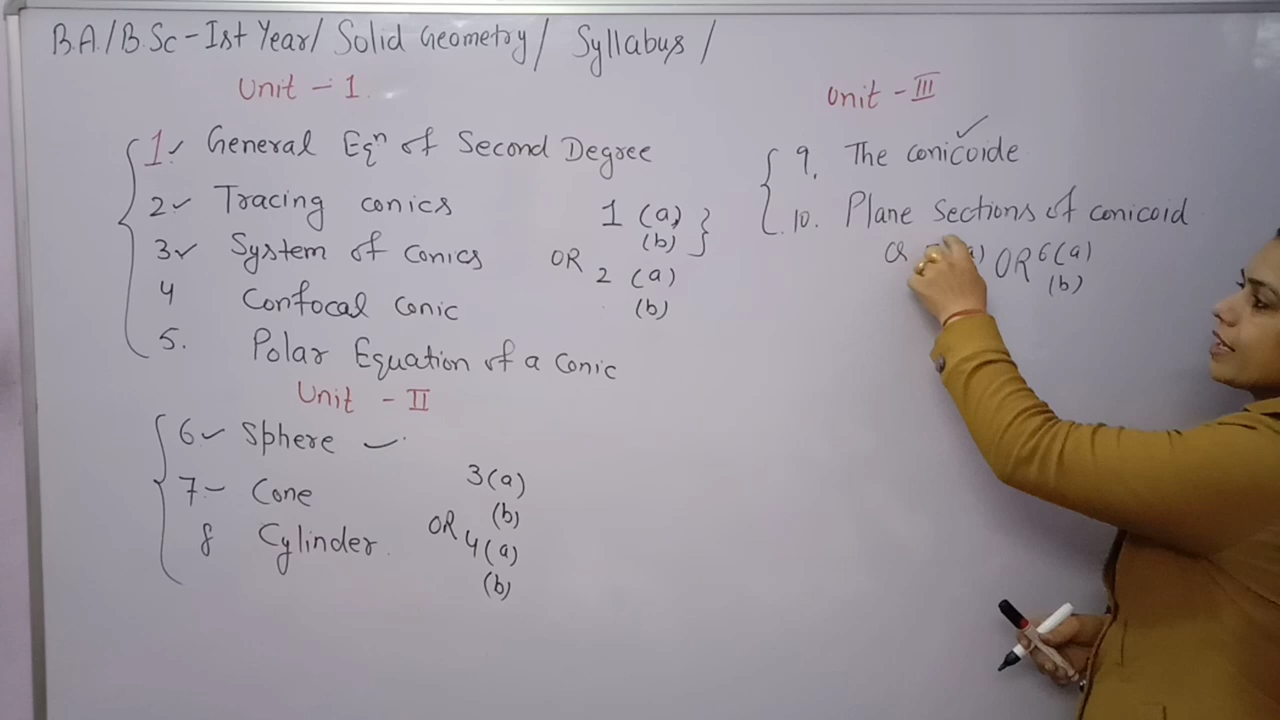 B.A./B.Sc - Ist Year/ Solid Geometry/ Syllabus /
Unit - 1
1. General Eqⁿ of Second Degree
2 Tracing conics
3 System of Conics
4 Confocal Conic
5. Polar Equation of a Conic
1 (a)
(b)
OR 2 (a)
(b)
Unit - II
6 Sphere
7 - Cone
8 Cylinder
3(a)
(b)
OR 4(a)
(b)
Unit - III
9. The conicoide
10. Plane Sections of conicoid
OR 6(a)
(b)